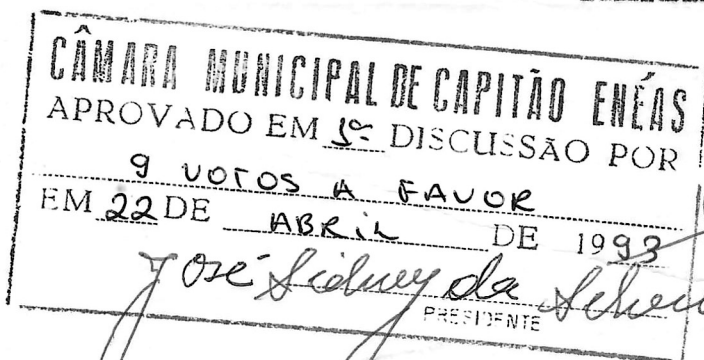 CÂMARA MUNICIPAL DE CAPITÃO ENÉAS
APROVADO EM 1ª DISCUSSÃO POR
9 VOTOS A FAVOR
EM 22 DE ABRIL DE 1993
José Sidney da
PRESIDENTE